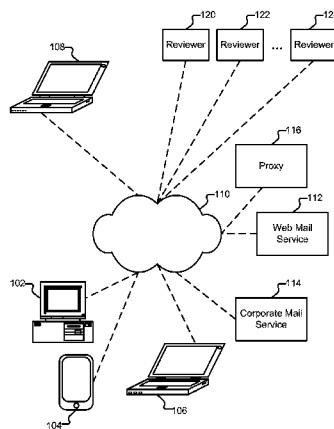 108
120
122
12
Reviewer
Reviewer
...
Reviewer
116
Proxy
110
112
Web Mail
Service
102
114
Corporate Mail
Service
104
106